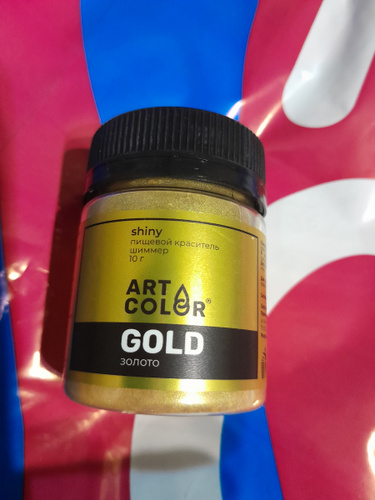 shiny
пищевой краситель
шиммер
10 г
ART
COLOR®
GOLD
ЗОЛОТО